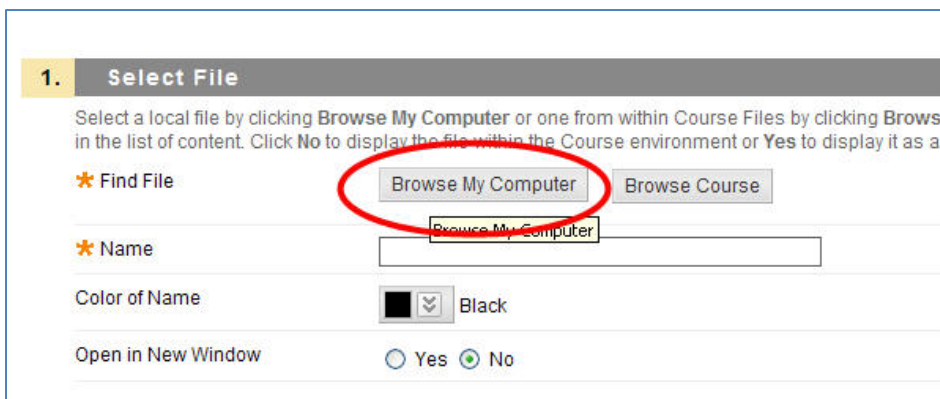 1. Select File
Select a local file by clicking Browse My Computer or one from within Course Files by clicking Brows
in the list of content. Click No to display the file within the Course environment or Yes to display it as a
* Find File Browse My Computer Browse Course
Browse My Computer
* Name
Color of Name Black
Open in New Window Yes No